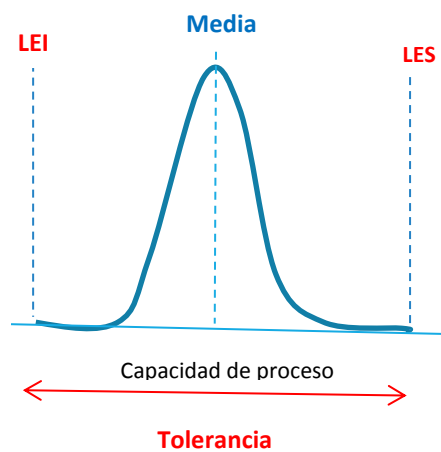 Media
LEI
LES
Capacidad de proceso
Tolerancia